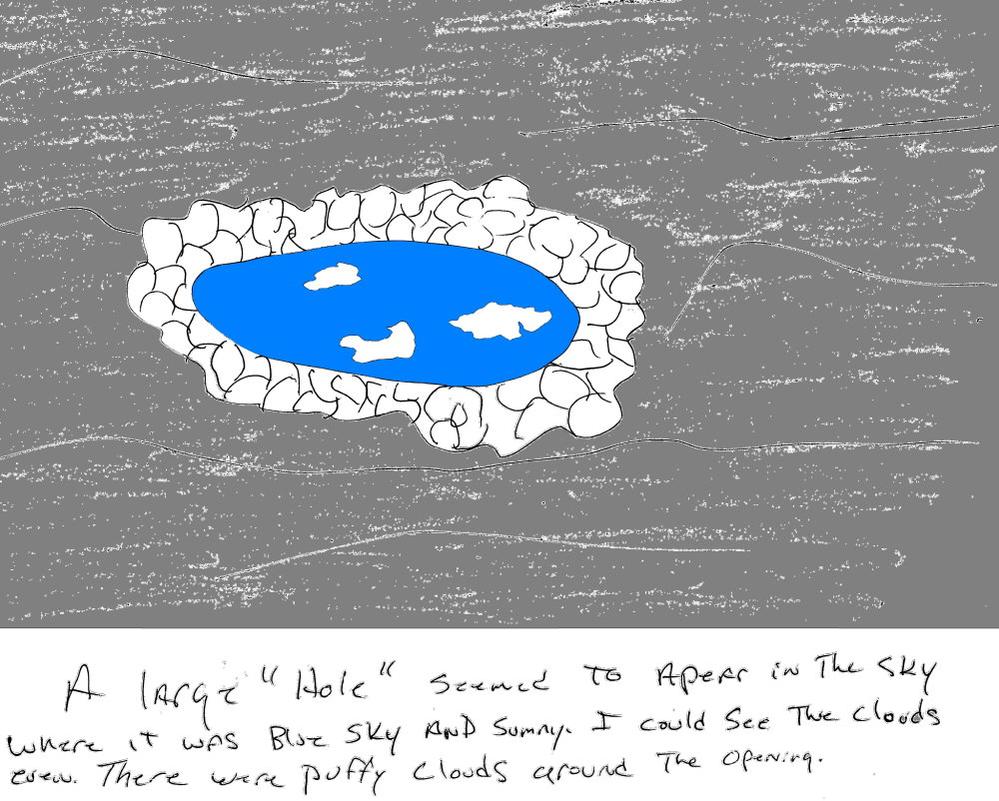 A large "Hole" seemed to Apear in The SKy
where it was Blue SKy AND Sunny. I could See The Clouds
even. There were puffy Clouds around The Opening.